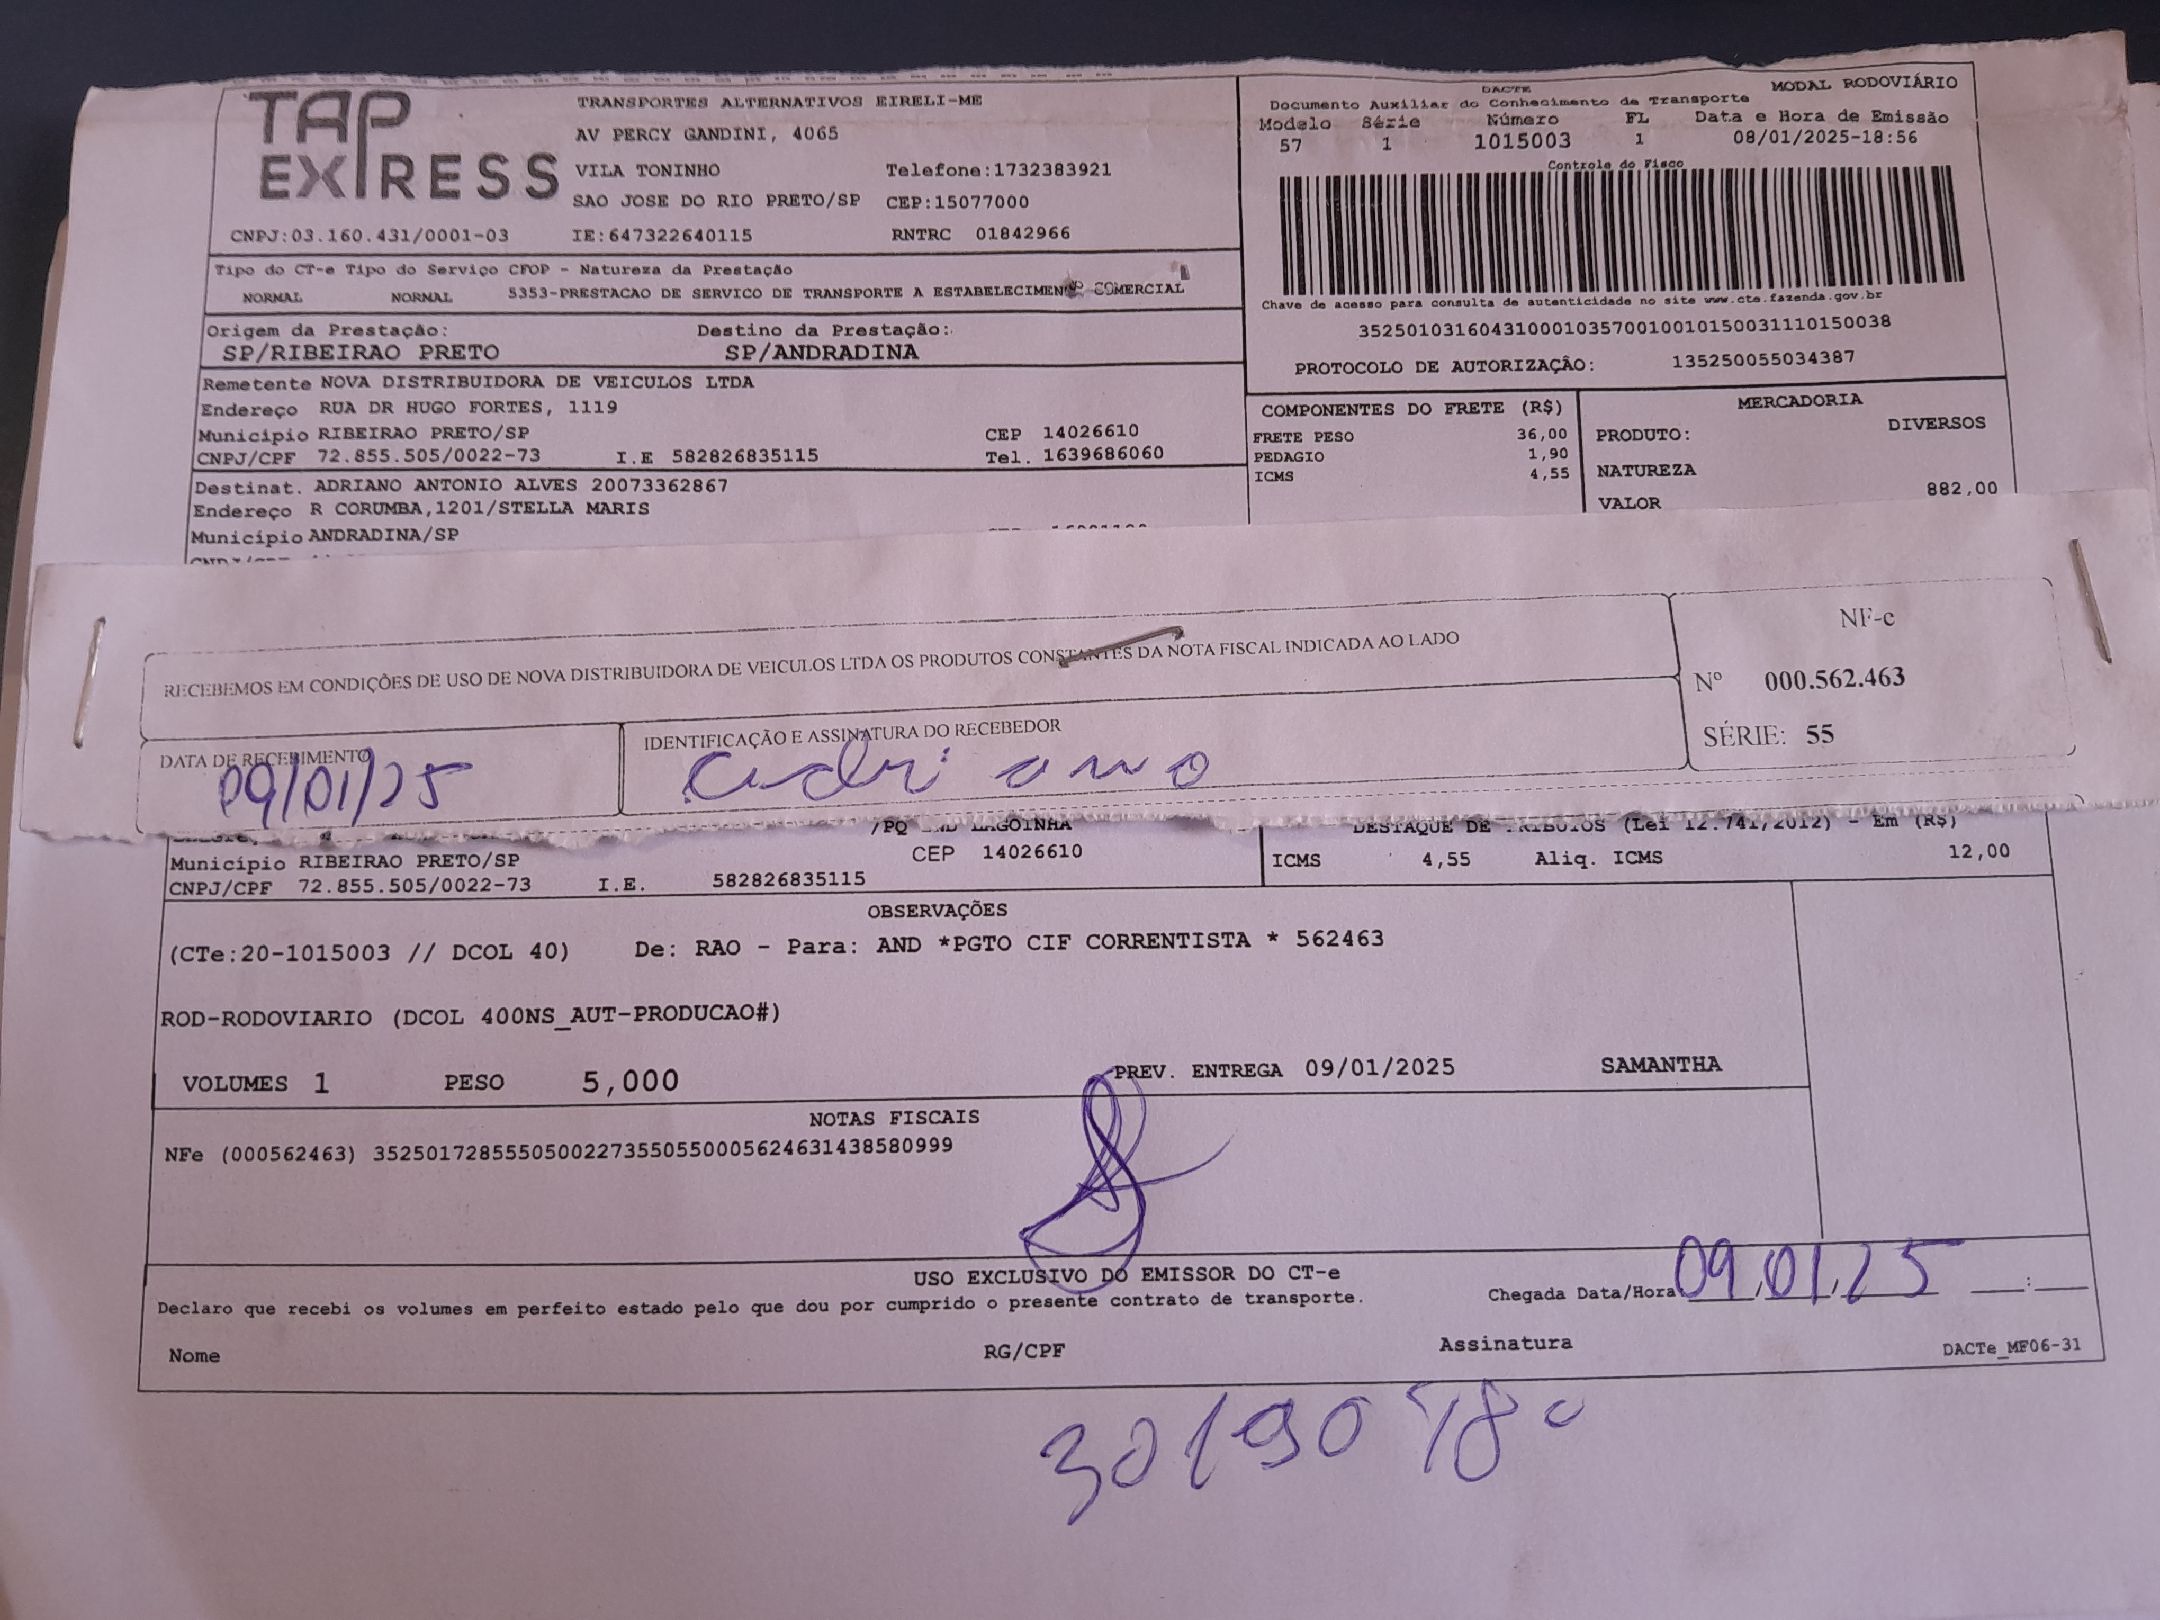 TAP EXPRESS
TRANSPORTES ALTERNATIVOS EIRELI-ME
AV PERCY GANDINI, 4065
VILA TONINHO Telefone:1732383921
SAO JOSE DO RIO PRETO/SP CEP:15077000
CNPJ:03.160.431/0001-03 IE:647322640115 RNTRC 01842966
DACTE MODAL RODOVIÁRIO
Documento Auxiliar do Conhecimento de Transporte
Modelo Série Número FL Data e Hora de Emissão
57 1 1015003 1 08/01/2025-18:56
Controle do Fisco
Chave de acesso para consulta de autenticidade no site www.cte.fazenda.gov.br
35250103160431000103570010010150031110150038
PROTOCOLO DE AUTORIZAÇÃO: 135250055034387
Tipo do CT-e Tipo do Serviço CFOP - Natureza da Prestação
NORMAL NORMAL 5353-PRESTACAO DE SERVICO DE TRANSPORTE A ESTABELECIMENTO COMERCIAL
Origem da Prestação: Destino da Prestação:
SP/RIBEIRAO PRETO SP/ANDRADINA
Remetente NOVA DISTRIBUIDORA DE VEICULOS LTDA
Endereço RUA DR HUGO FORTES, 1119
Município RIBEIRAO PRETO/SP CEP 14026610
CNPJ/CPF 72.855.505/0022-73 I.E 582826835115 Tel. 1639686060
Destinat. ADRIANO ANTONIO ALVES 20073362867
Endereço R CORUMBA,1201/STELLA MARIS
Município ANDRADINA/SP
COMPONENTES DO FRETE (R$)
FRETE PESO 36,00
PEDAGIO 1,90
ICMS 4,55
MERCADORIA
PRODUTO: DIVERSOS
NATUREZA
VALOR 882,00
RECEBEMOS EM CONDIÇÕES DE USO DE NOVA DISTRIBUIDORA DE VEICULOS LTDA OS PRODUTOS CONSTANTES DA NOTA FISCAL INDICADA AO LADO
NF-e
Nº 000.562.463
SÉRIE: 55
DATA DE RECEBIMENTO
09/01/25
IDENTIFICAÇÃO E ASSINATURA DO RECEBEDOR
adriano
/PQ IND LAGOINHA
DESTAQUE DE TRIBUTOS (Lei 12.741/2012) - Em (R$)
Município RIBEIRAO PRETO/SP CEP 14026610
ICMS 4,55 Aliq. ICMS 12,00
CNPJ/CPF 72.855.505/0022-73 I.E. 582826835115
OBSERVAÇÕES
(CTe:20-1015003 // DCOL 40) De: RAO - Para: AND *PGTO CIF CORRENTISTA * 562463
ROD-RODOVIARIO (DCOL 400NS_AUT-PRODUCAO#)
VOLUMES 1 PESO 5,000 PREV. ENTREGA 09/01/2025 SAMANTHA
NOTAS FISCAIS
NFe (000562463) 35250172855505002273550550005624631438580999
USO EXCLUSIVO DO EMISSOR DO CT-e
Declaro que recebi os volumes em perfeito estado pelo que dou por cumprido o presente contrato de transporte. Chegada Data/Hora 09/01/25 __:__
Nome RG/CPF Assinatura DACTe_MF06-31